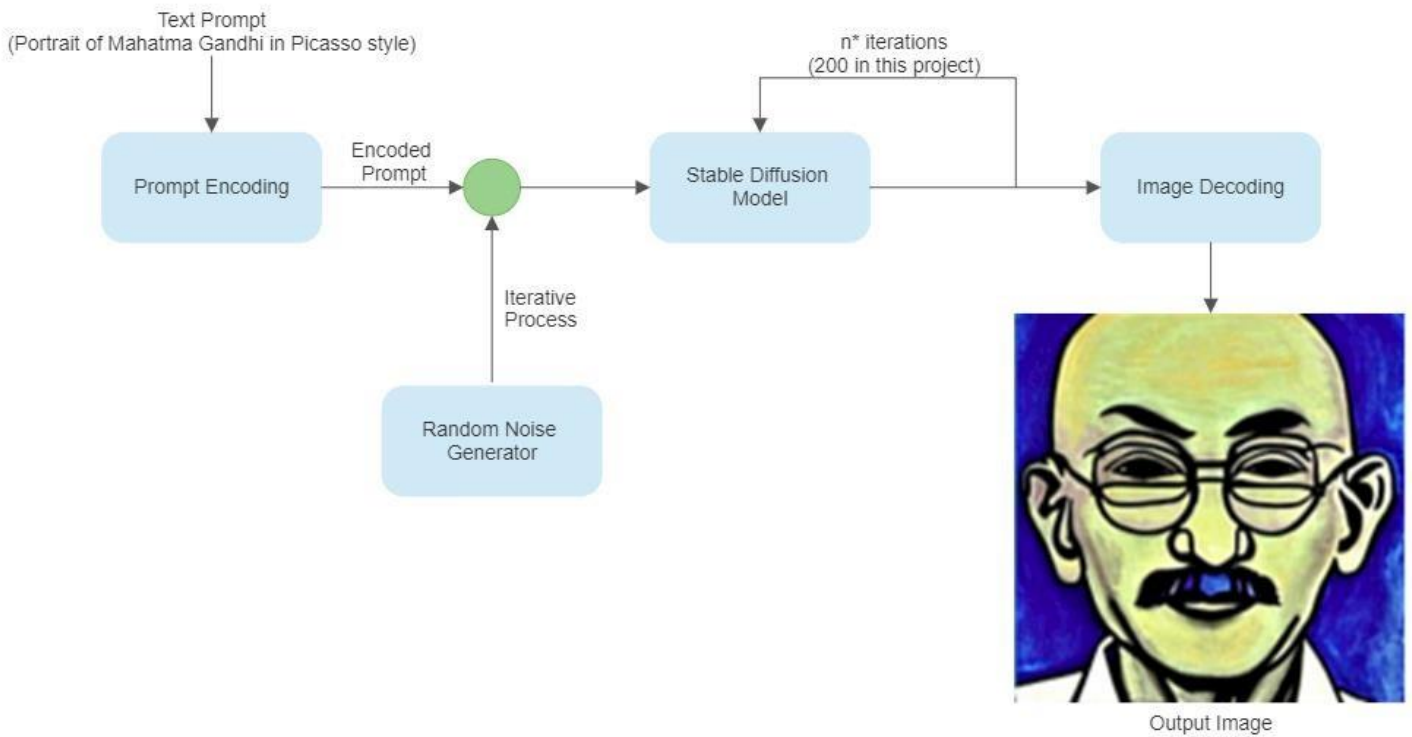 Text Prompt
(Portrait of Mahatma Gandhi in Picasso style)
n* iterations
(200 in this project)
Prompt Encoding
Encoded
Prompt
Stable Diffusion
Model
Image Decoding
Iterative
Process
Random Noise
Generator
Output Image